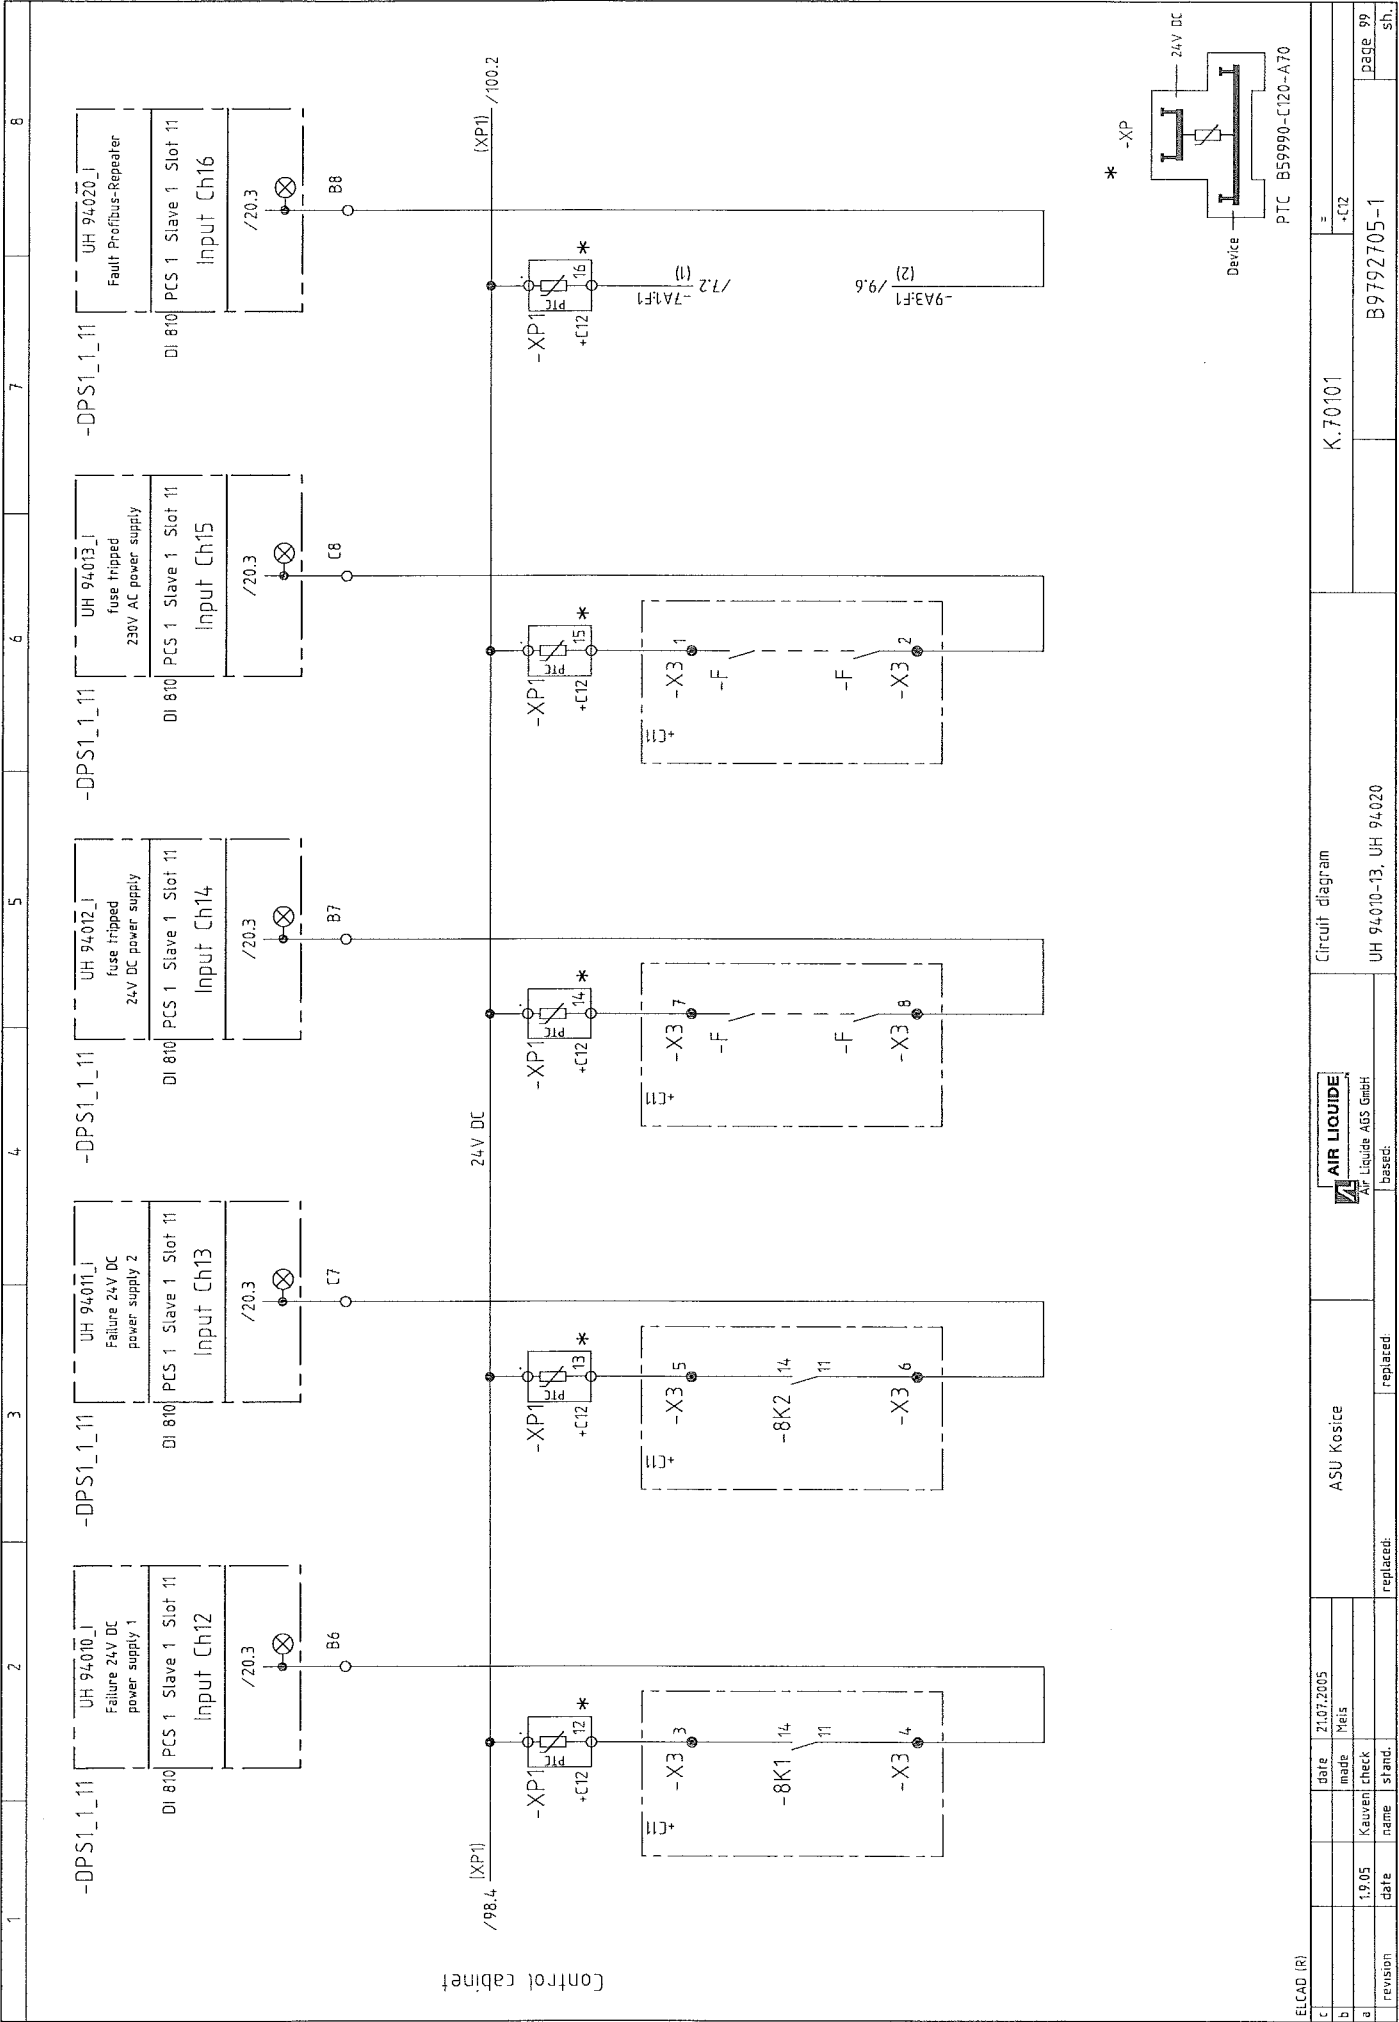 1
2
3
4
5
6
7
8
-DPS1_1_11
UH 94010_I
Failure 24V DC
power supply 1
DI 810 PCS 1 Slave 1 Slot 11
Input Ch12
/20.3
B6
-DPS1_1_11
UH 94011_I
Failure 24V DC
power supply 2
DI 810 PCS 1 Slave 1 Slot 11
Input Ch13
/20.3
C7
-DPS1_1_11
UH 94012_I
fuse tripped
24V DC power supply
DI 810 PCS 1 Slave 1 Slot 11
Input Ch14
/20.3
B7
-DPS1_1_11
UH 94013_I
fuse tripped
230V AC power supply
DI 810 PCS 1 Slave 1 Slot 11
Input Ch15
/20.3
C8
-DPS1_1_11
UH 94020_I
Fault Profibus-Repeater
DI 810 PCS 1 Slave 1 Slot 11
Input Ch16
/20.3
B8
Control cabinet
/98.4 (XP1)
24V DC
(XP1) /100.2
-XP1
+C12
PTC
12 *
-XP1
+C12
PTC
13 *
-XP1
+C12
PTC
14 *
-XP1
+C12
PTC
15 *
-XP1
+C12
PTC
16 *
+C11
-X3 3
-8K1
14
11
-X3 4
+C11
-X3 5
-8K2
14
11
-X3 6
+C11
-X3 7
-F
-F
-X3 8
+C11
-X3 1
-F
-F
-X3 2
-7A1:F1
(1)
/7.2
-9A3:F1
(2)
/9.6
* -XP
Device
24V DC
PTC B59990-C120-A70
ELCAD (R)
c
b
a
1.9.05
Kauven
revision
date
name
date
21.07.2005
made
Meis
check
stand.
ASU Kosice
replaced:
replaced:
AIR LIQUIDE
Air Liquide AGS GmbH
based:
Circuit diagram
UH 94010-13, UH 94020
K.70101
=
+C12
B9792705-1
page 99
sh.